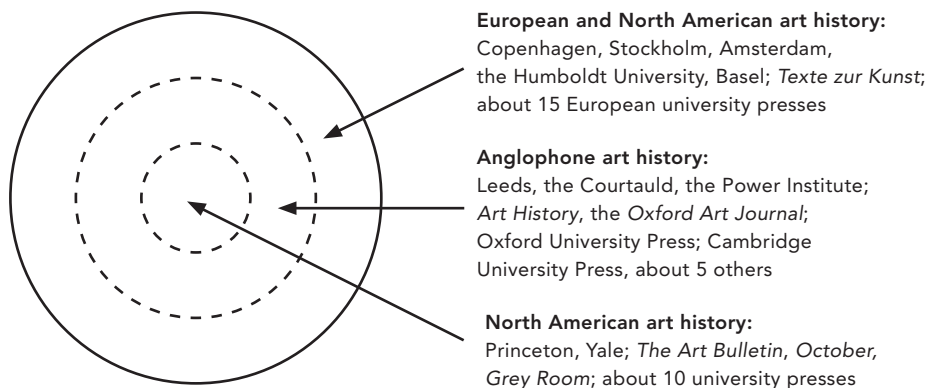 European and North American art history:
Copenhagen, Stockholm, Amsterdam,
the Humboldt University, Basel; Texte zur Kunst;
about 15 European university presses
Anglophone art history:
Leeds, the Courtauld, the Power Institute;
Art History, the Oxford Art Journal;
Oxford University Press; Cambridge
University Press, about 5 others
North American art history:
Princeton, Yale; The Art Bulletin, October,
Grey Room; about 10 university presses